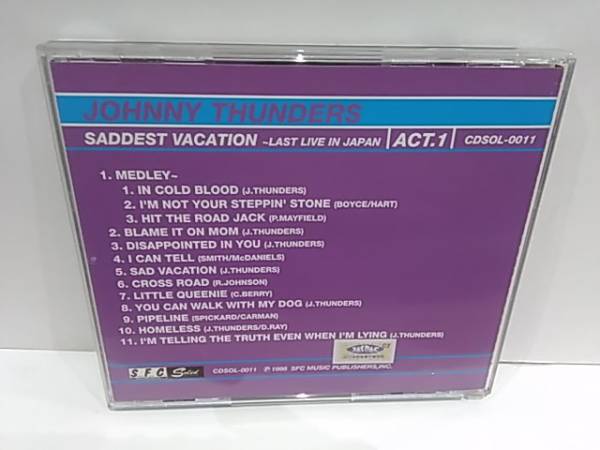 JOHNNY THUNDERS
SADDEST VACATION ~LAST LIVE IN JAPAN ACT.1 CDSOL-0011
1. MEDLEY~
1. IN COLD BLOOD (J.THUNDERS)
2. I'M NOT YOUR STEPPIN' STONE (BOYCE/HART)
3. HIT THE ROAD JACK (P.MAYFIELD)
2. BLAME IT ON MOM (J.THUNDERS)
3. DISAPPOINTED IN YOU (J.THUNDERS)
4. I CAN TELL (SMITH/McDANIELS)
5. SAD VACATION (J.THUNDERS)
6. CROSS ROAD (R.JOHNSON)
7. LITTLE QUEENIE (C.BERRY)
8. YOU CAN WALK WITH MY DOG (J.THUNDERS)
9. PIPELINE (SPICKARD/CARMAN)
10. HOMELESS (J.THUNDERS/D.RAY)
11. I'M TELLING THE TRUTH EVEN WHEN I'M LYING (J.THUNDERS)
SFC Solid CDSOL-0011 ℗ 1998 SFC MUSIC PUBLISHERS,INC.